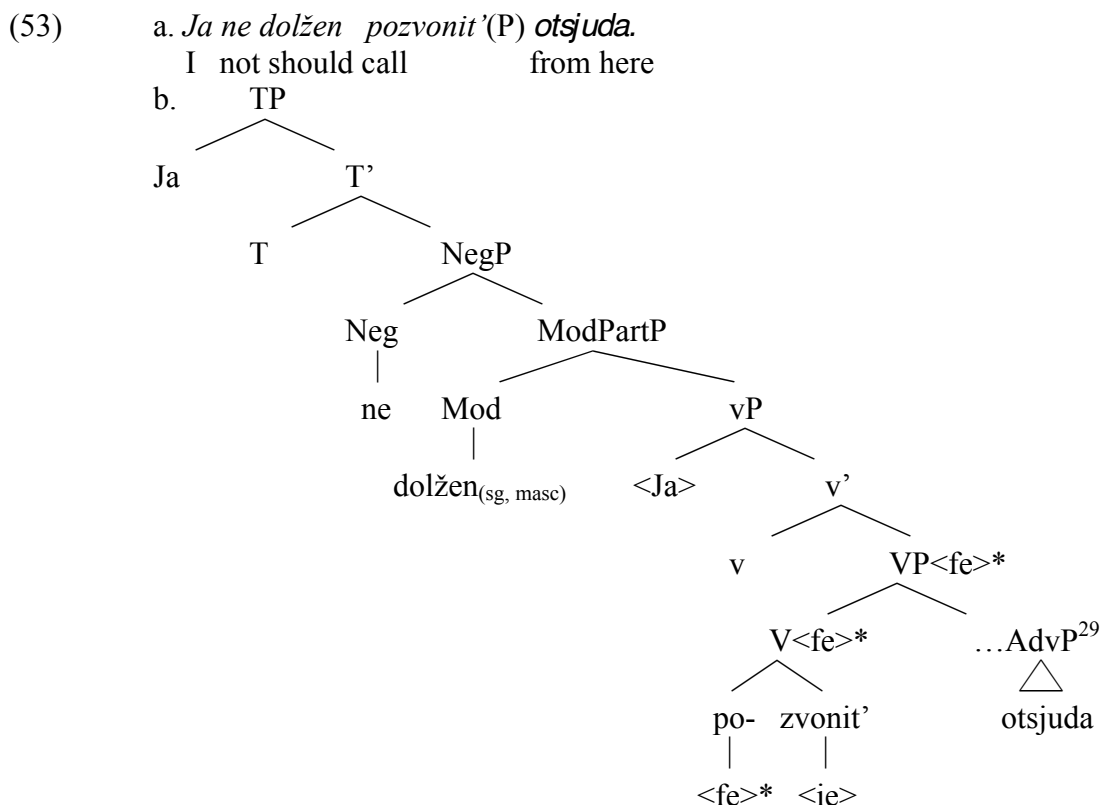 (53) a. Ja ne dolžen pozvonit’(P) otsjuda.
I not should call from here
b. TP
Ja T’
T NegP
Neg ModPartP
ne Mod vP
dolžen(sg, masc) <Ja> v’
v VP<fe>*
V<fe>* …AdvP29
po- zvonit’ otsjuda
<fe>* <ie>